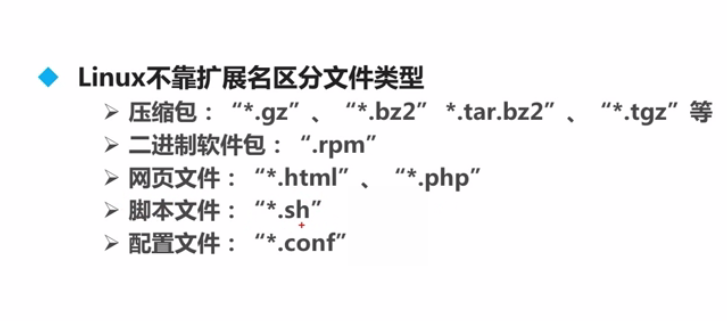 Linux不靠扩展名区分文件类型
压缩包：“*.gz”、“*.bz2” *.tar.bz2”、“*.tgz”等
二进制软件包：“.rpm”
网页文件：“*.html”、“*.php”
脚本文件：“*.sh”
配置文件：“*.conf”